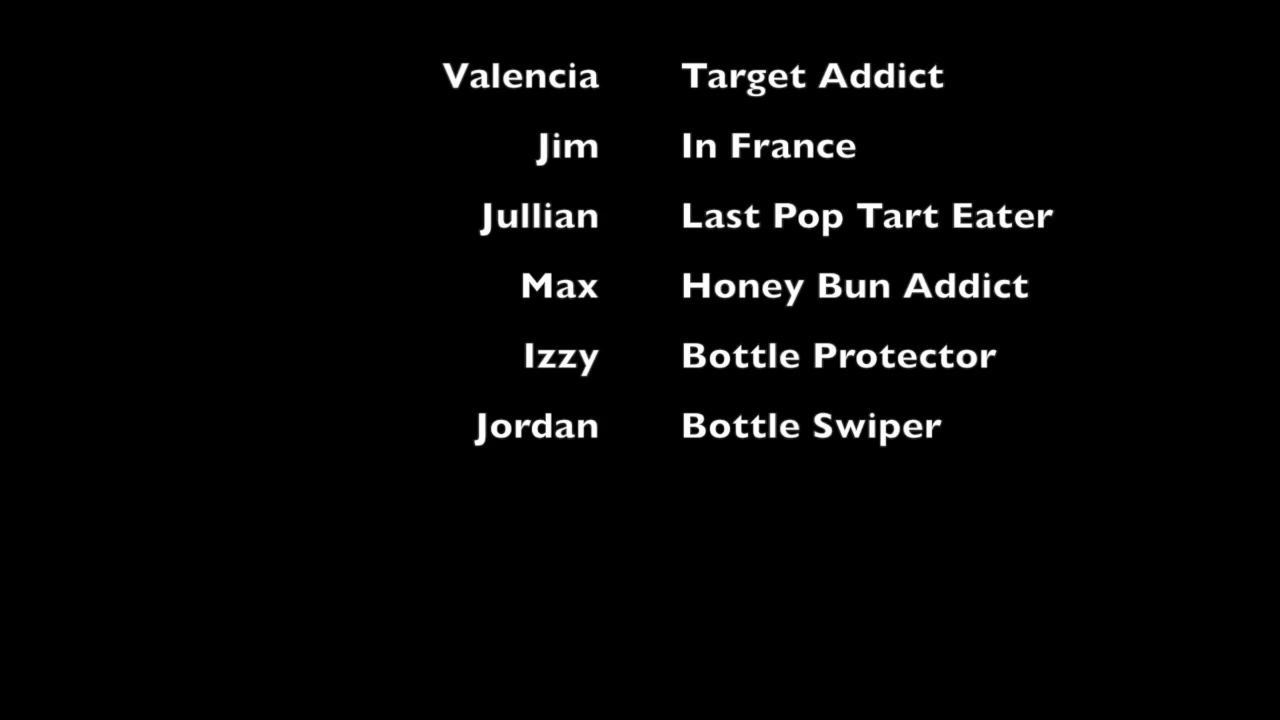 Valencia Target Addict
Jim In France
Jullian Last Pop Tart Eater
Max Honey Bun Addict
Izzy Bottle Protector
Jordan Bottle Swiper